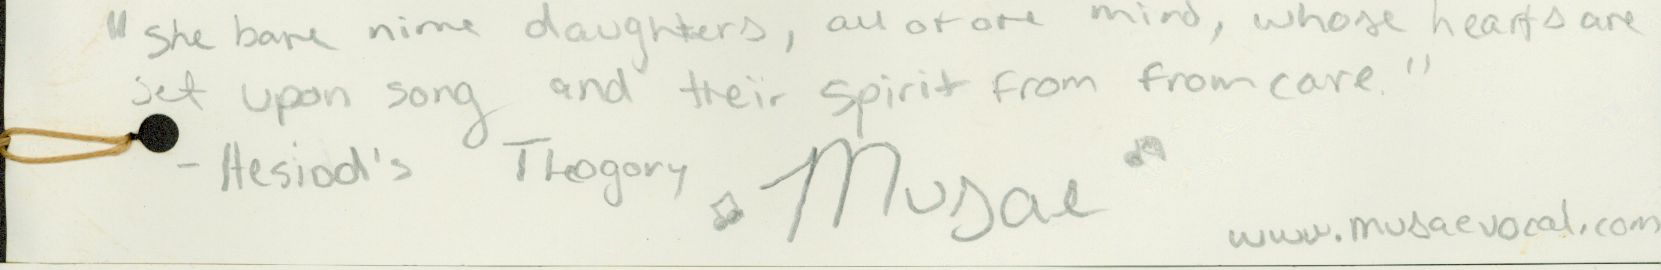 "She bare nine daughters, all of one mind, whose hearts are
set upon song and their spirit from from care."
- Hesiod's Theogory
Musae
www.musaevocal.com